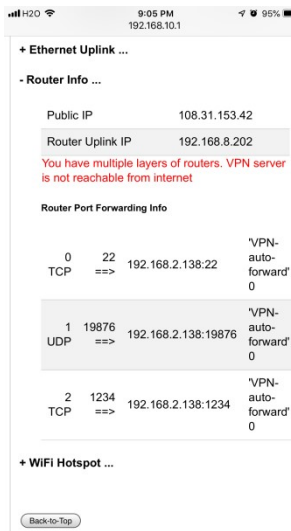 H2O 9:05 PM 95%
192.168.10.1
+ Ethernet Uplink ...
- Router Info ...
Public IP 108.31.153.42
Router Uplink IP 192.168.8.202
You have multiple layers of routers. VPN server
is not reachable from internet
Router Port Forwarding Info
'VPN-
0 22 auto-
TCP ==> 192.168.2.138:22 forward'
0
'VPN-
1 19876 auto-
UDP ==> 192.168.2.138:19876 forward'
0
'VPN-
2 1234 auto-
TCP ==> 192.168.2.138:1234 forward'
0
+ WiFi Hotspot ...
Back-to-Top